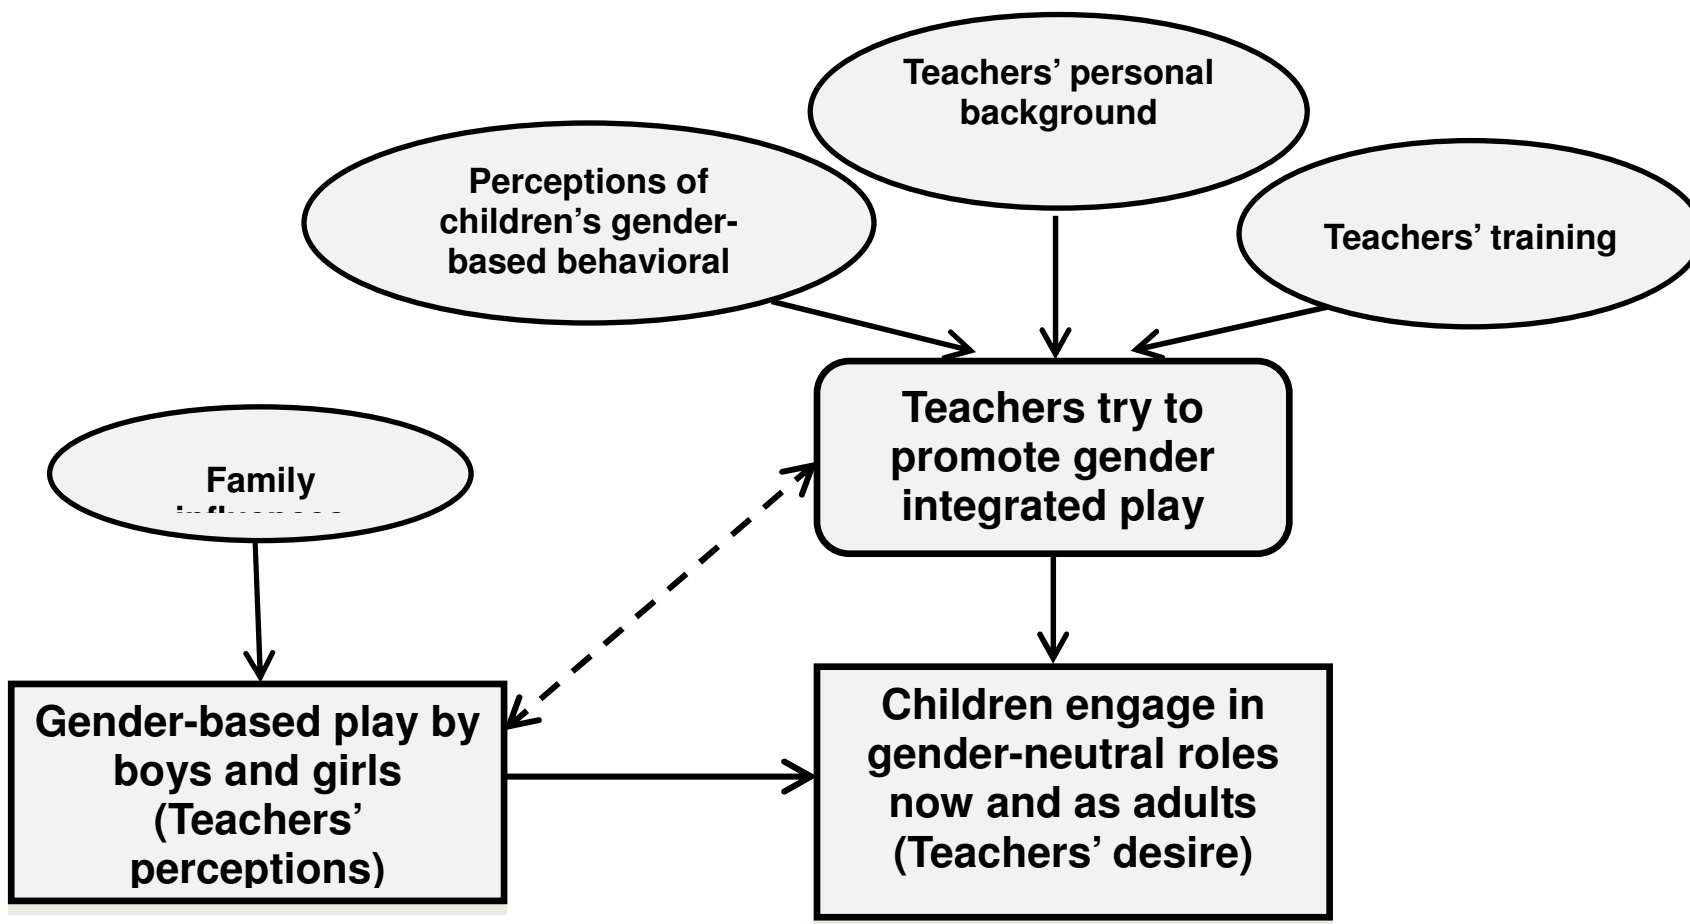 Teachers’ personal
background
Perceptions of
children’s gender-
based behavioral
Teachers’ training
Family
Teachers try to
promote gender
integrated play
Gender-based play by
boys and girls
(Teachers’
perceptions)
Children engage in
gender-neutral roles
now and as adults
(Teachers’ desire)